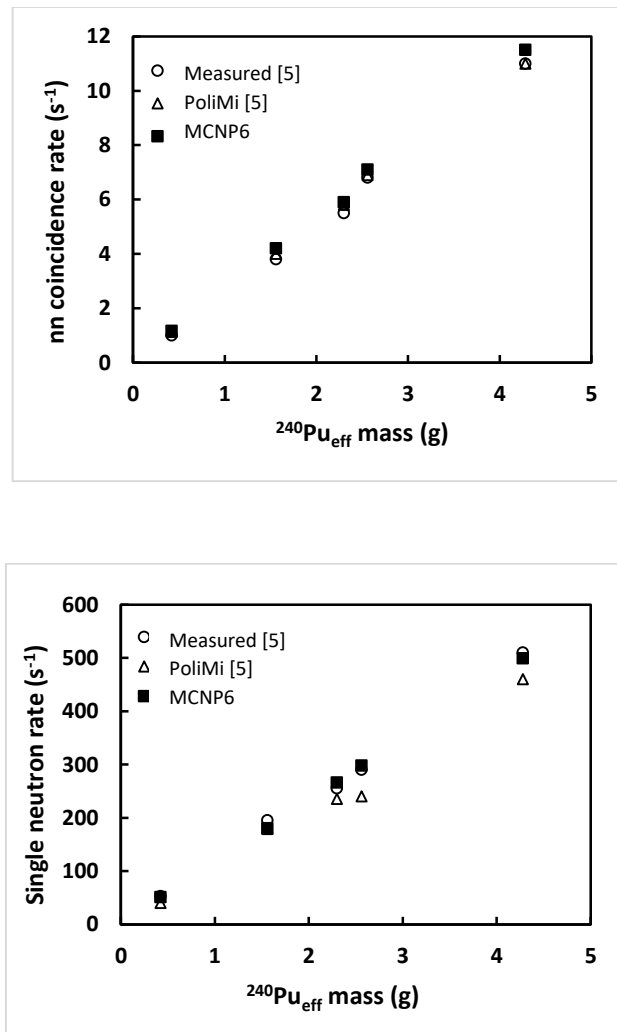 12
10
8
6
4
2
0
nn coincidence rate (s⁻¹)
Measured [5]
PoliMi [5]
MCNP6
0 1 2 3 4 5
²⁴⁰Pu_eff mass (g)
600
500
400
300
200
100
0
Single neutron rate (s⁻¹)
Measured [5]
PoliMi [5]
MCNP6
0 1 2 3 4 5
²⁴⁰Pu_eff mass (g)